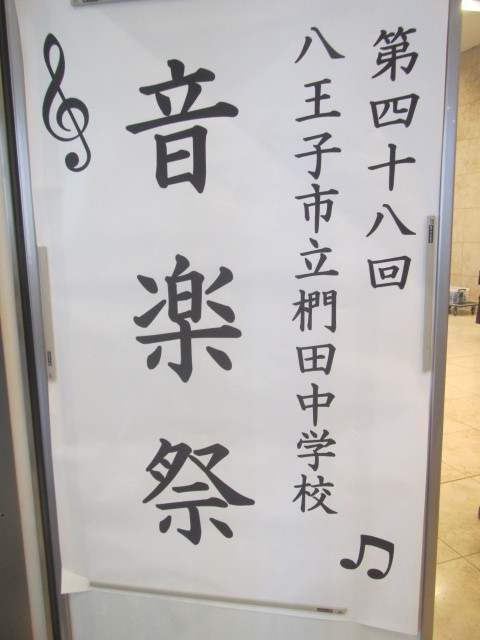 第四十八回
八王子市立椚田中学校
音楽祭